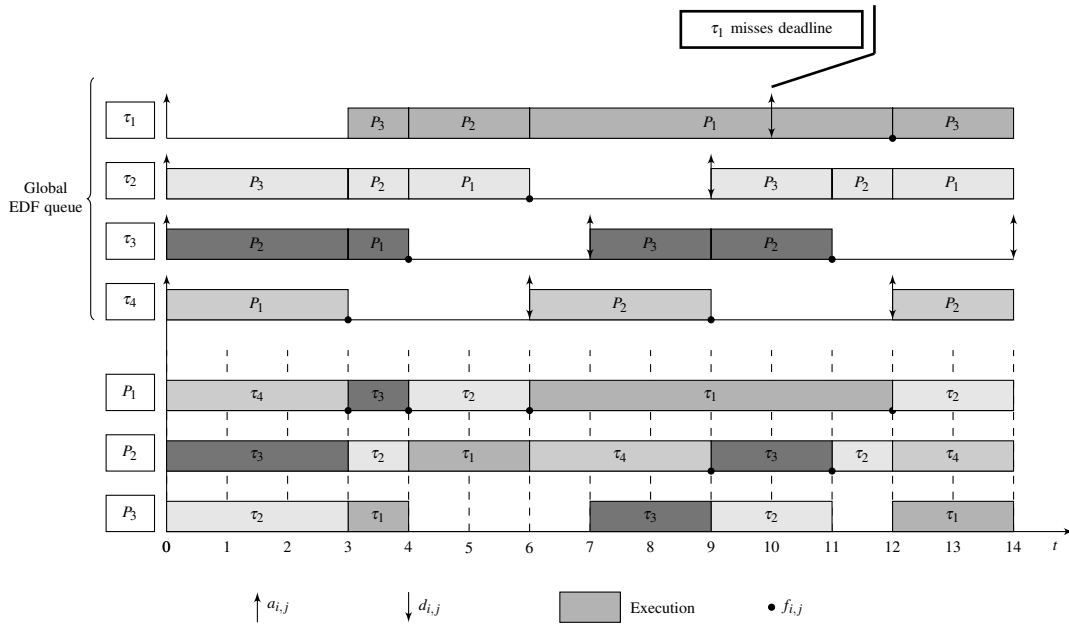 τ1 misses deadline
Global
EDF queue
τ1
P3 P2 P1 P3
τ2
P3 P2 P1 P3 P2 P1
τ3
P2 P1 P3 P2
τ4
P1 P2 P2
P1
τ4 τ3 τ2 τ1 τ2
P2
τ3 τ2 τ1 τ4 τ3 τ2 τ4
P3
τ2 τ1 τ3 τ2 τ1
0 1 2 3 4 5 6 7 8 9 10 11 12 13 14 t
ai,j di,j Execution fi,j